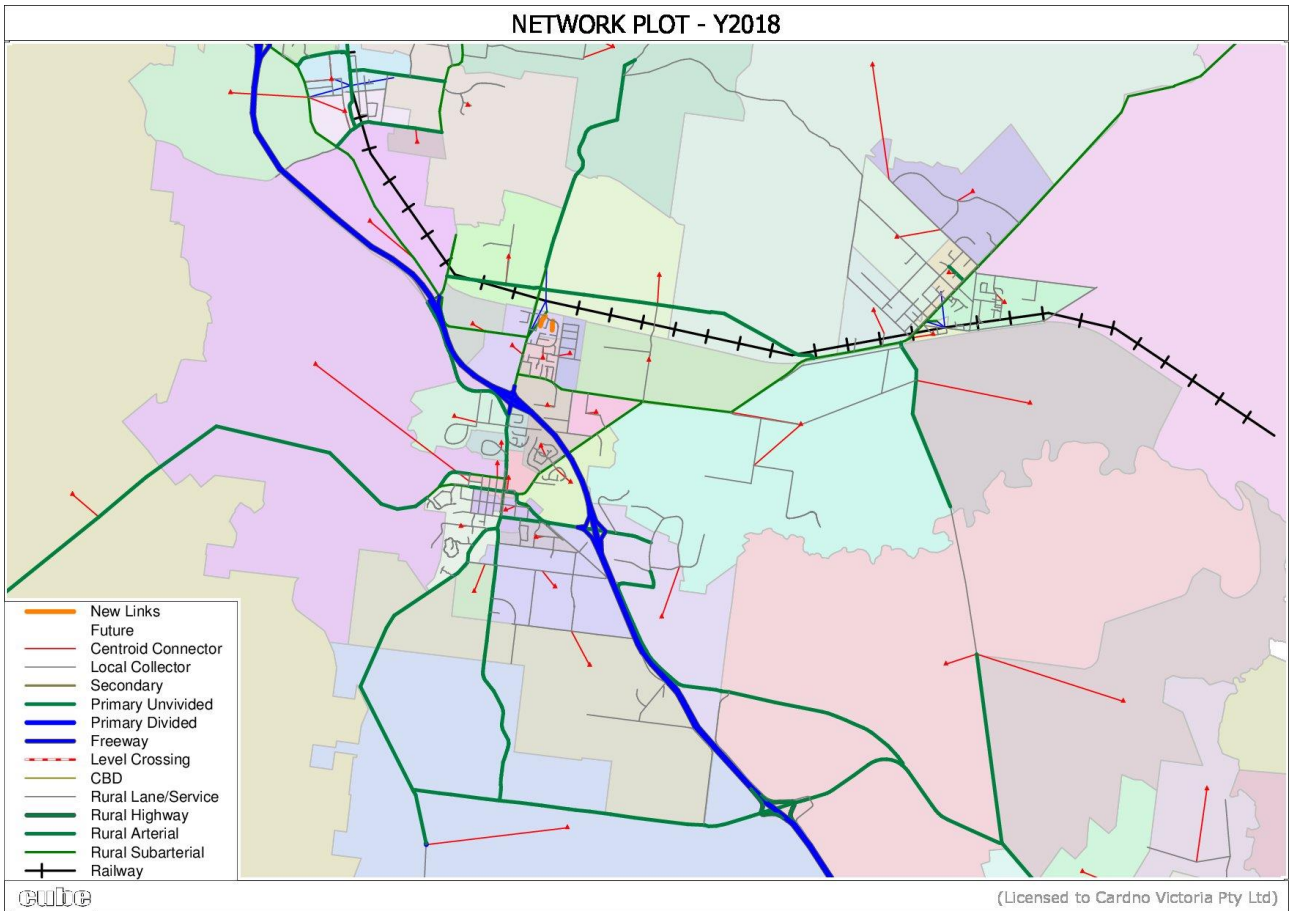 NETWORK PLOT - Y2018
New Links
Future
Centroid Connector
Local Collector
Secondary
Primary Unvivided
Primary Divided
Freeway
Level Crossing
CBD
Rural Lane/Service
Rural Highway
Rural Arterial
Rural Subarterial
Railway
cube
(Licensed to Cardno Victoria Pty Ltd)